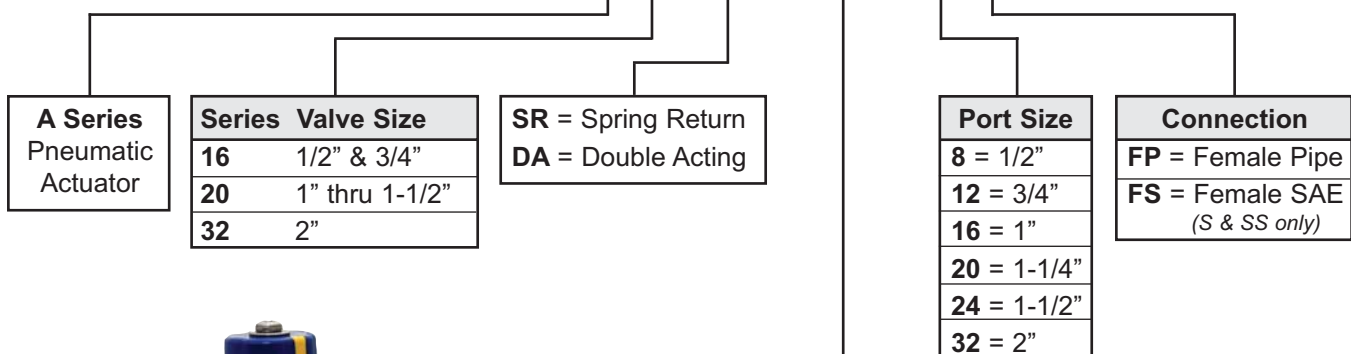 A Series
Pneumatic
Actuator
Series Valve Size
16 1/2” & 3/4”
20 1” thru 1-1/2”
32 2”
SR = Spring Return
DA = Double Acting
Port Size
8 = 1/2”
12 = 3/4”
16 = 1”
20 = 1-1/4”
24 = 1-1/2”
32 = 2”
Connection
FP = Female Pipe
FS = Female SAE
(S & SS only)